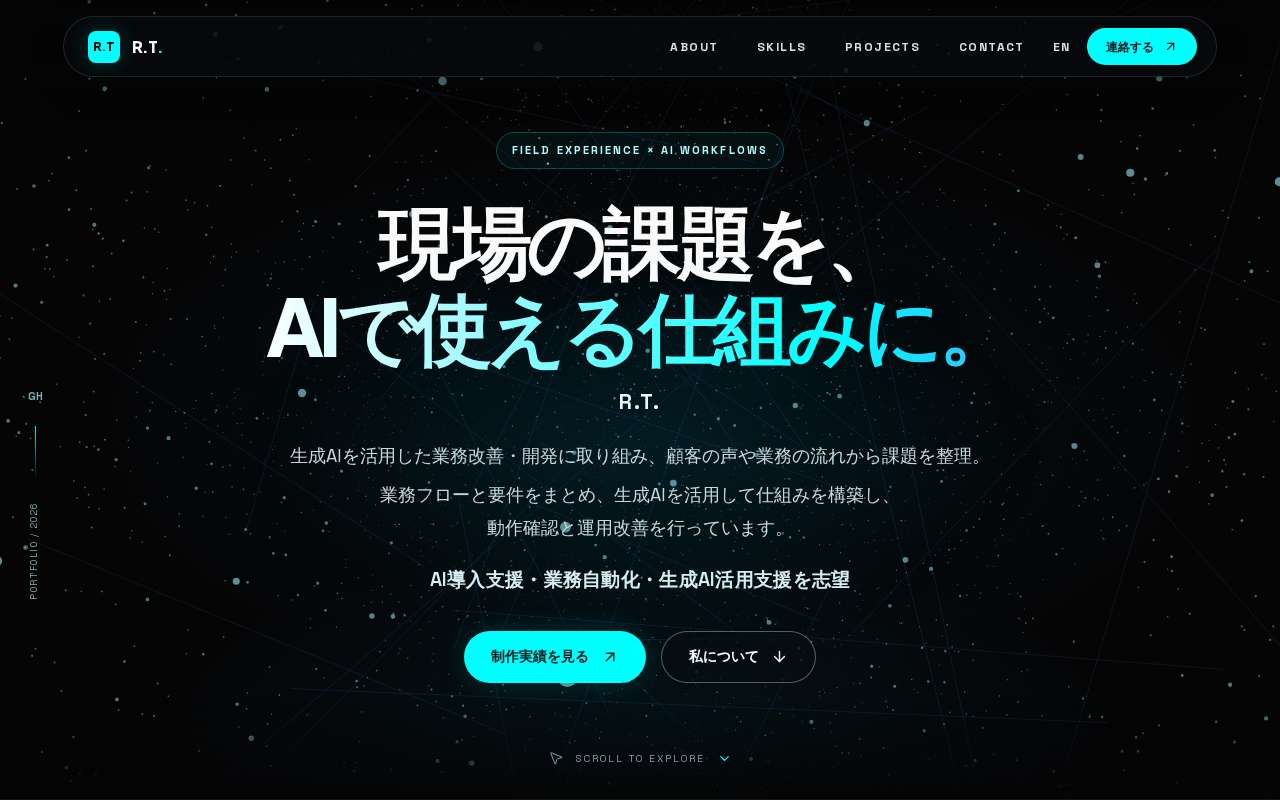 R.T
R.T.
ABOUT
SKILLS
PROJECTS
CONTACT
EN
連絡する
FIELD EXPERIENCE × AI WORKFLOWS
現場の課題を、
AIで使える仕組みに。
R.T.
生成AIを活用した業務改善・開発に取り組み、顧客の声や業務の流れから課題を整理。
業務フローと要件をまとめ、生成AIを活用して仕組みを構築し、
動作確認と運用改善を行っています。
AI導入支援・業務自動化・生成AI活用支援を志望
制作実績を見る
私について
GH
PORTFOLIO / 2026
SCROLL TO EXPLORE